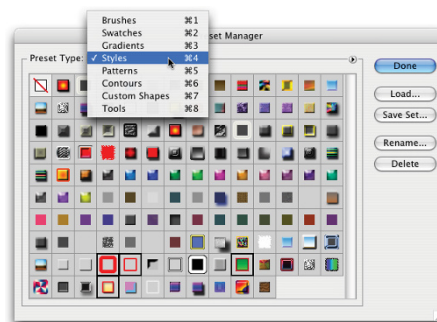 Brushes ⌘1
Swatches ⌘2
Gradients ⌘3
set Manager
Preset Type: ✓ Styles ⌘4
Patterns ⌘5
Contours ⌘6
Custom Shapes ⌘7
Tools ⌘8
Done
Load...
Save Set...
Rename...
Delete